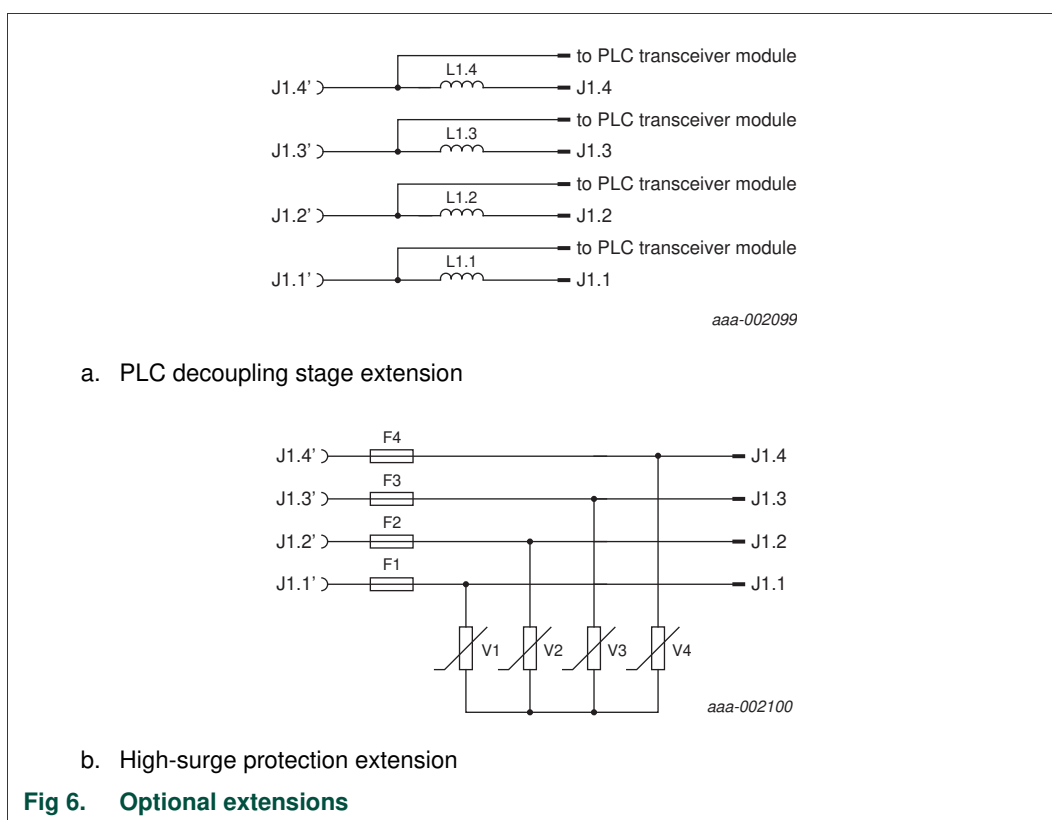 to PLC transceiver module
L1.4
J1.4' J1.4
to PLC transceiver module
L1.3
J1.3' J1.3
to PLC transceiver module
L1.2
J1.2' J1.2
to PLC transceiver module
L1.1
J1.1' J1.1
aaa-002099
a. PLC decoupling stage extension
F4
J1.4' J1.4
F3
J1.3' J1.3
F2
J1.2' J1.2
F1
J1.1' J1.1
V1 V2 V3 V4
aaa-002100
b. High-surge protection extension
Fig 6. Optional extensions